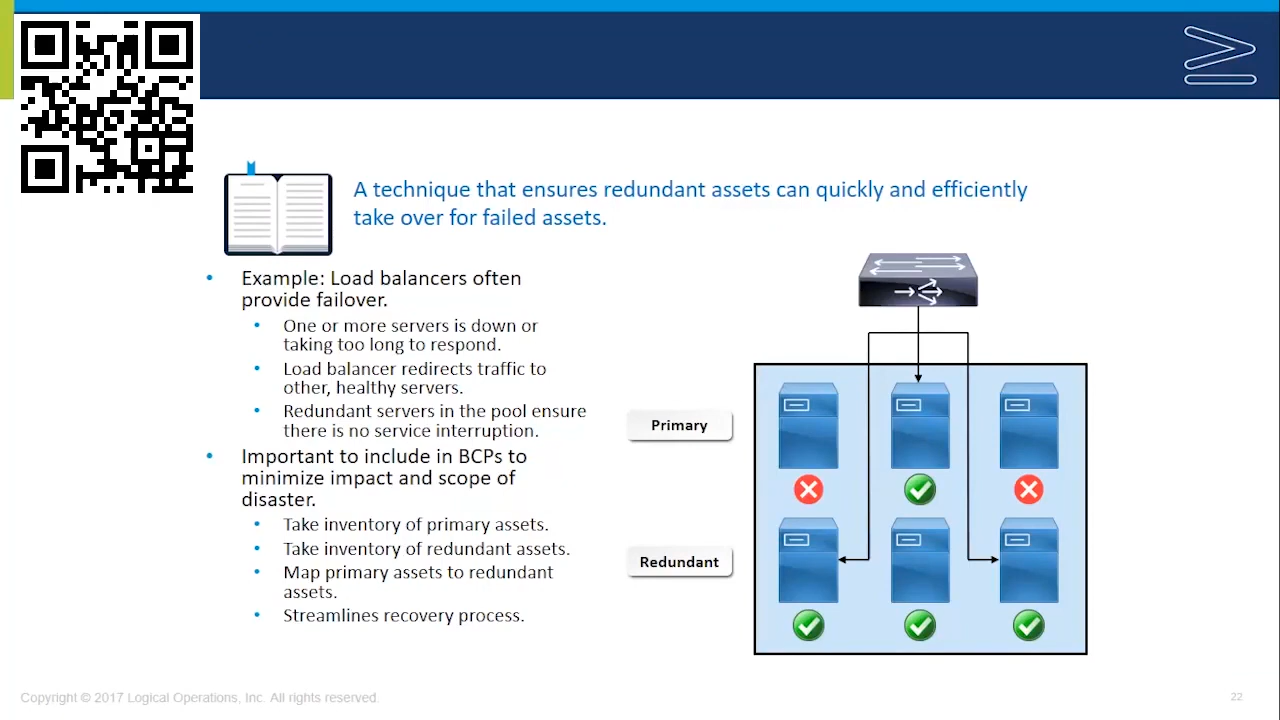 A technique that ensures redundant assets can quickly and efficiently
take over for failed assets.
• Example: Load balancers often
provide failover.
• One or more servers is down or
taking too long to respond.
• Load balancer redirects traffic to
other, healthy servers.
• Redundant servers in the pool ensure
there is no service interruption.
• Important to include in BCPs to
minimize impact and scope of
disaster.
• Take inventory of primary assets.
• Take inventory of redundant assets.
• Map primary assets to redundant
assets.
• Streamlines recovery process.
Primary
Redundant
Copyright © 2017 Logical Operations, Inc. All rights reserved.
22